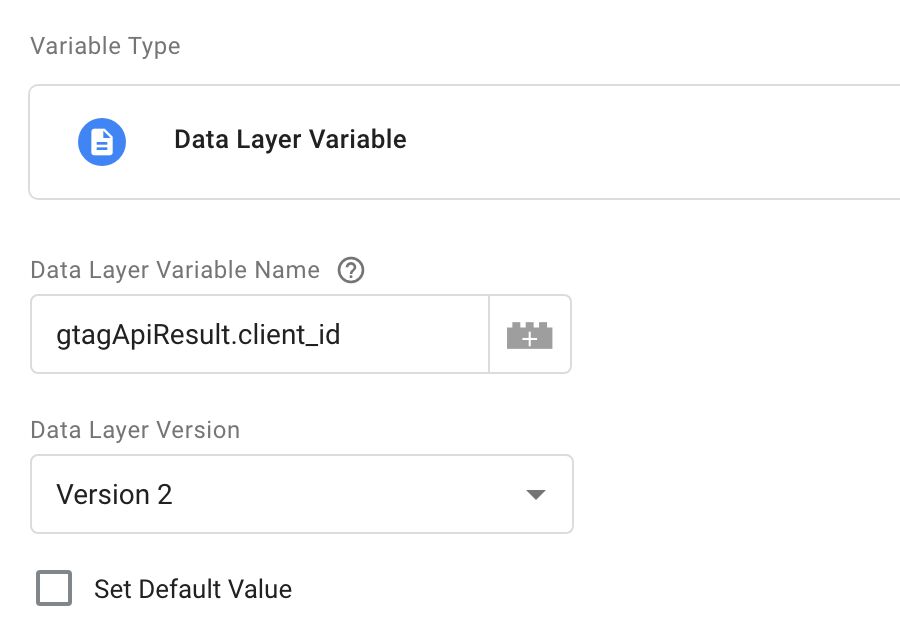 Variable Type
Data Layer Variable
Data Layer Variable Name
gtagApiResult.client_id
Data Layer Version
Version 2
Set Default Value